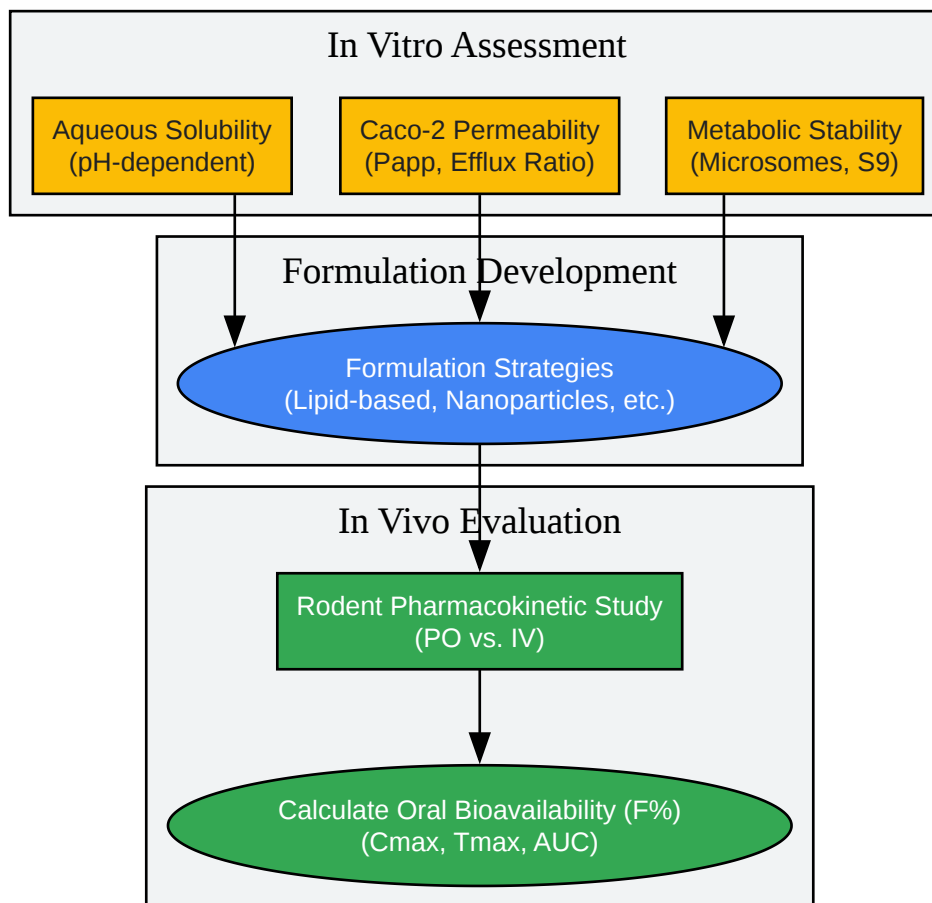 In Vitro Assessment
Aqueous Solubility
(pH-dependent)
Caco-2 Permeability
(Papp, Efflux Ratio)
Metabolic Stability
(Microsomes, S9)
Formulation Development
Formulation Strategies
(Lipid-based, Nanoparticles, etc.)
In Vivo Evaluation
Rodent Pharmacokinetic Study
(PO vs. IV)
Calculate Oral Bioavailability (F%)
(Cmax, Tmax, AUC)